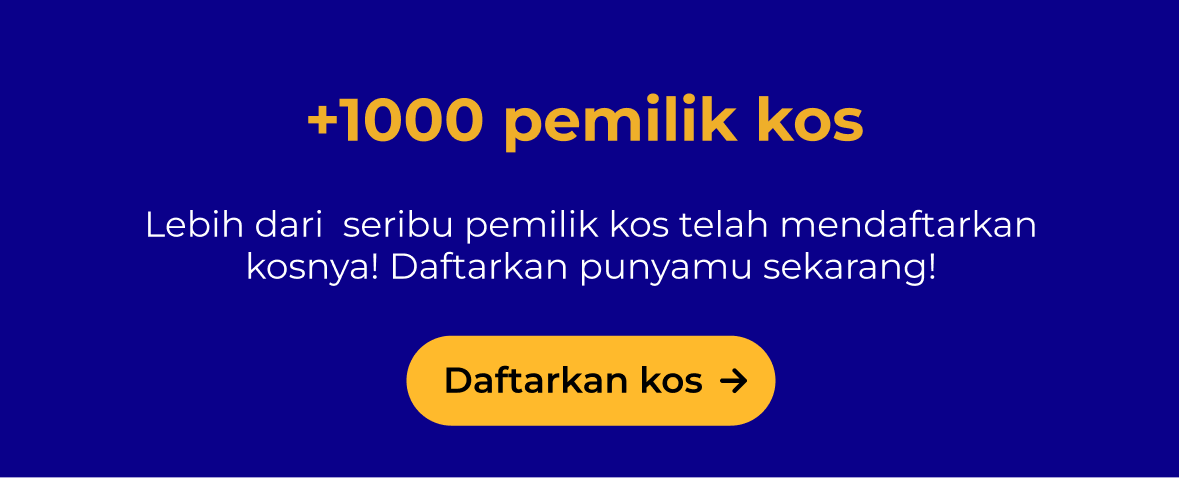 +1000 pemilik kos
Lebih dari  seribu pemilik kos telah mendaftarkan
kosnya! Daftarkan punyamu sekarang!
Daftarkan kos →